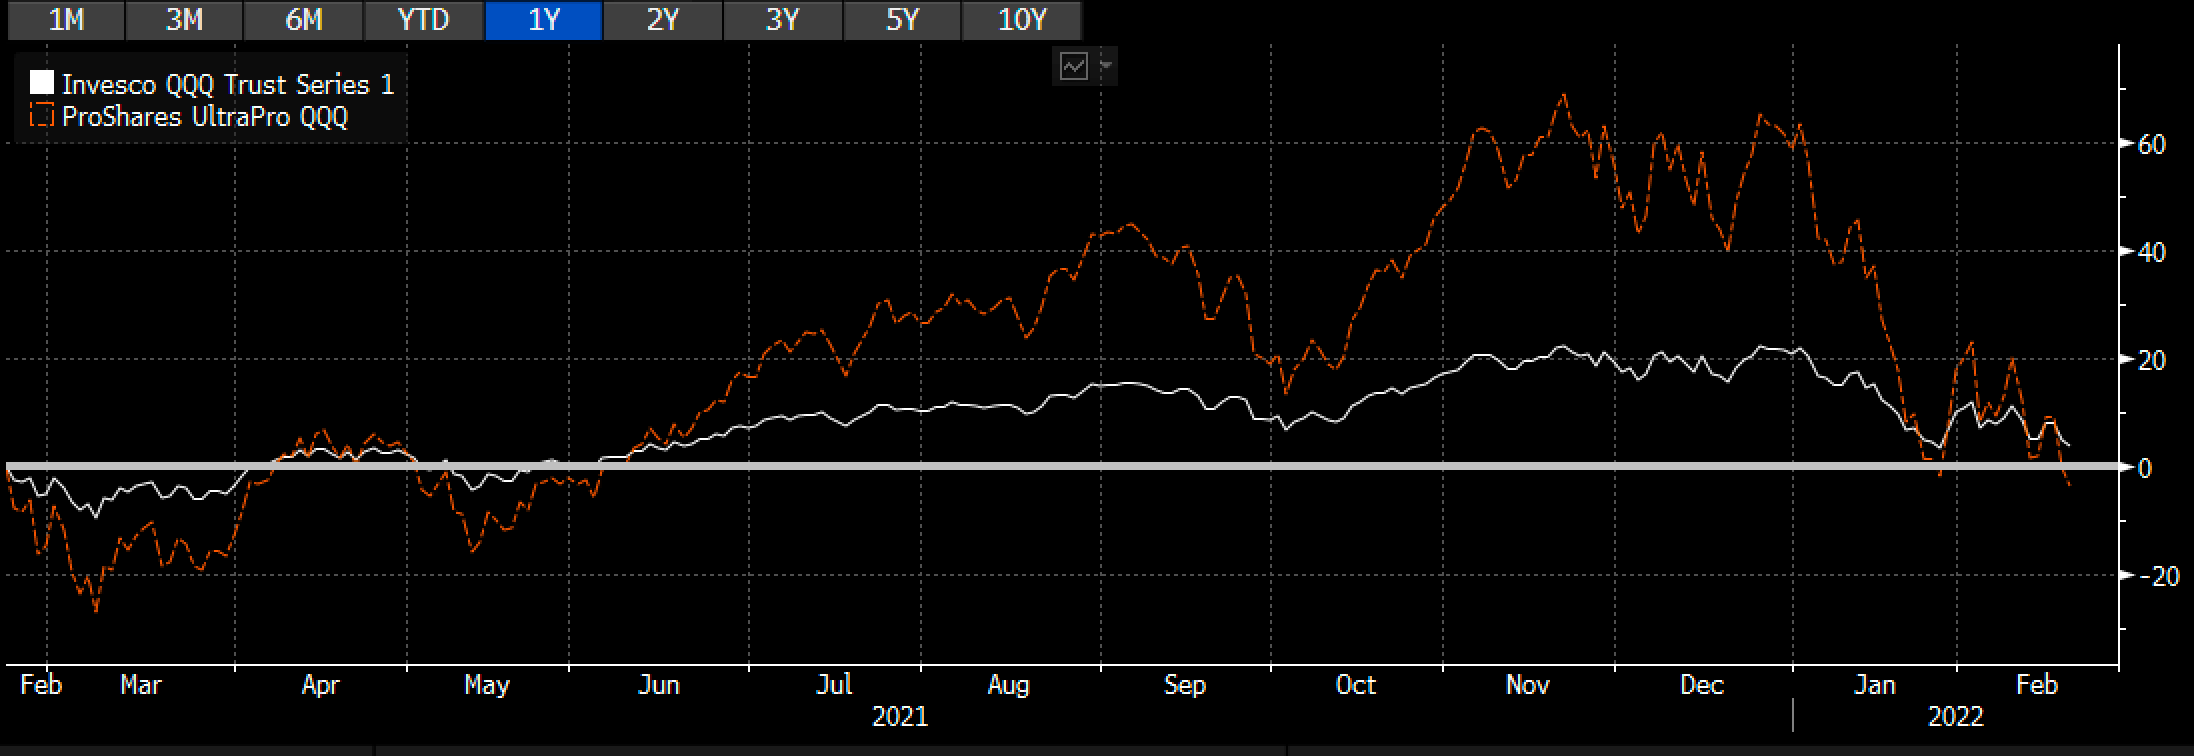 1M 3M 6M YTD 1Y 2Y 3Y 5Y 10Y
Invesco QQQ Trust Series 1
ProShares UltraPro QQQ
60
40
20
0
-20
Feb Mar Apr May Jun Jul Aug Sep Oct Nov Dec Jan Feb
2021 2022